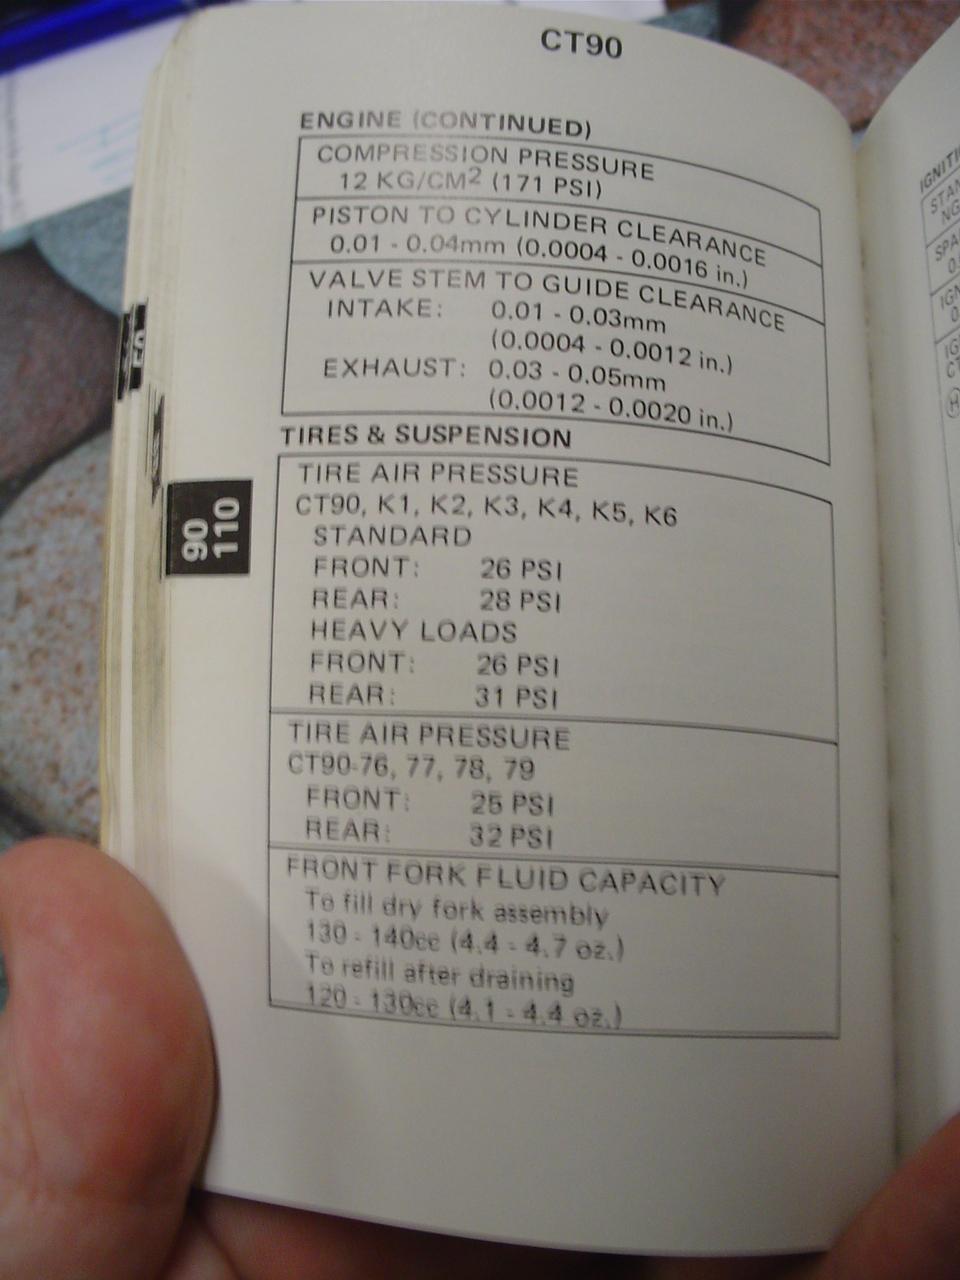 CT90
ENGINE (CONTINUED)
COMPRESSION PRESSURE
12 KG/CM² (171 PSI)
PISTON TO CYLINDER CLEARANCE
0.01 - 0.04mm (0.0004 - 0.0016 in.)
VALVE STEM TO GUIDE CLEARANCE
INTAKE: 0.01 - 0.03mm
(0.0004 - 0.0012 in.)
EXHAUST: 0.03 - 0.05mm
(0.0012 - 0.0020 in.)
TIRES & SUSPENSION
TIRE AIR PRESSURE
CT90, K1, K2, K3, K4, K5, K6
STANDARD
FRONT: 26 PSI
REAR: 28 PSI
HEAVY LOADS
FRONT: 26 PSI
REAR: 31 PSI
TIRE AIR PRESSURE
CT90-76, 77, 78, 79
FRONT: 25 PSI
REAR: 32 PSI
FRONT FORK FLUID CAPACITY
To fill dry fork assembly
130 - 140cc (4.4 - 4.7 oz.)
To refill after draining
120 - 130cc (4.1 - 4.4 oz.)
90
110